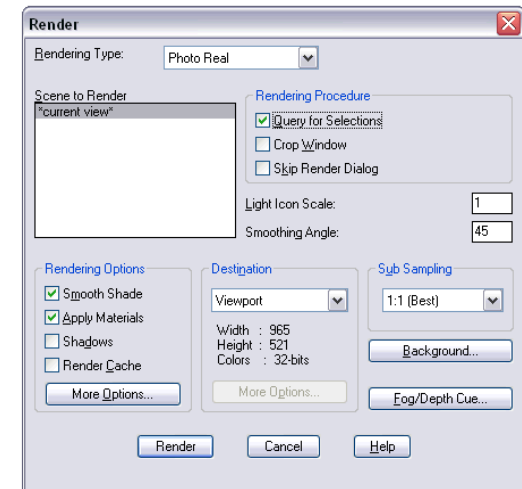 Render
Rendering Type: Photo Real
Scene to Render
*current view*
Rendering Procedure
Query for Selections
Crop Window
Skip Render Dialog
Light Icon Scale: 1
Smoothing Angle: 45
Rendering Options
Smooth Shade
Apply Materials
Shadows
Render Cache
More Options...
Destination
Viewport
Width : 965
Height : 521
Colors : 32-bits
More Options...
Sub Sampling
1:1 (Best)
Background...
Fog/Depth Cue...
Render Cancel Help